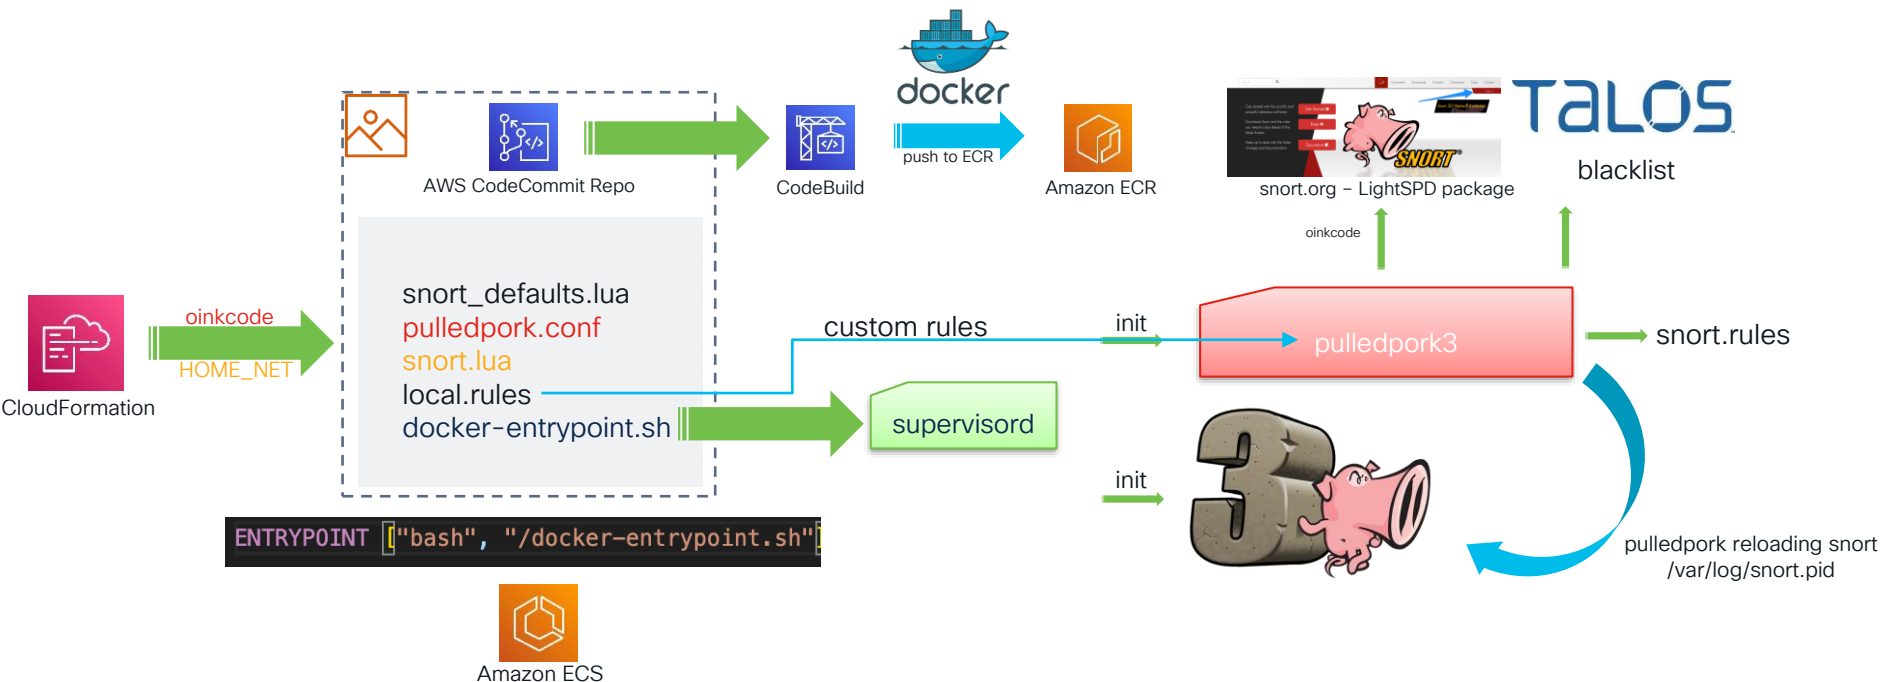 docker
AWS CodeCommit Repo
CodeBuild
push to ECR
Amazon ECR
SNORT
snort.org – LightSPD package
TALOS
blacklist
oinkcode
CloudFormation
oinkcode
HOME_NET
snort_defaults.lua
pulledpork.conf
snort.lua
local.rules
docker-entrypoint.sh
custom rules
init
pulledpork3
snort.rules
supervisord
init
3
pulledpork reloading snort
/var/log/snort.pid
ENTRYPOINT ["bash", "/docker-entrypoint.sh"]
Amazon ECS